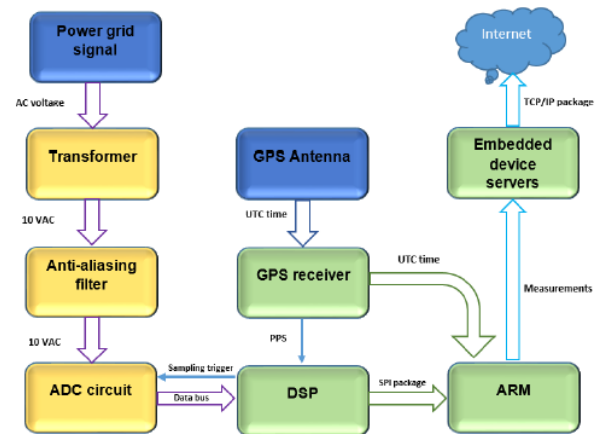 Power grid
signal
Internet
AC voltage
TCP/IP package
Transformer
GPS Antenna
Embedded
device
servers
10 VAC
UTC time
Anti-aliasing
filter
GPS receiver
UTC time
Measurements
10 VAC
PPS
Sampling trigger
ADC circuit
Data bus
DSP
SPI package
ARM